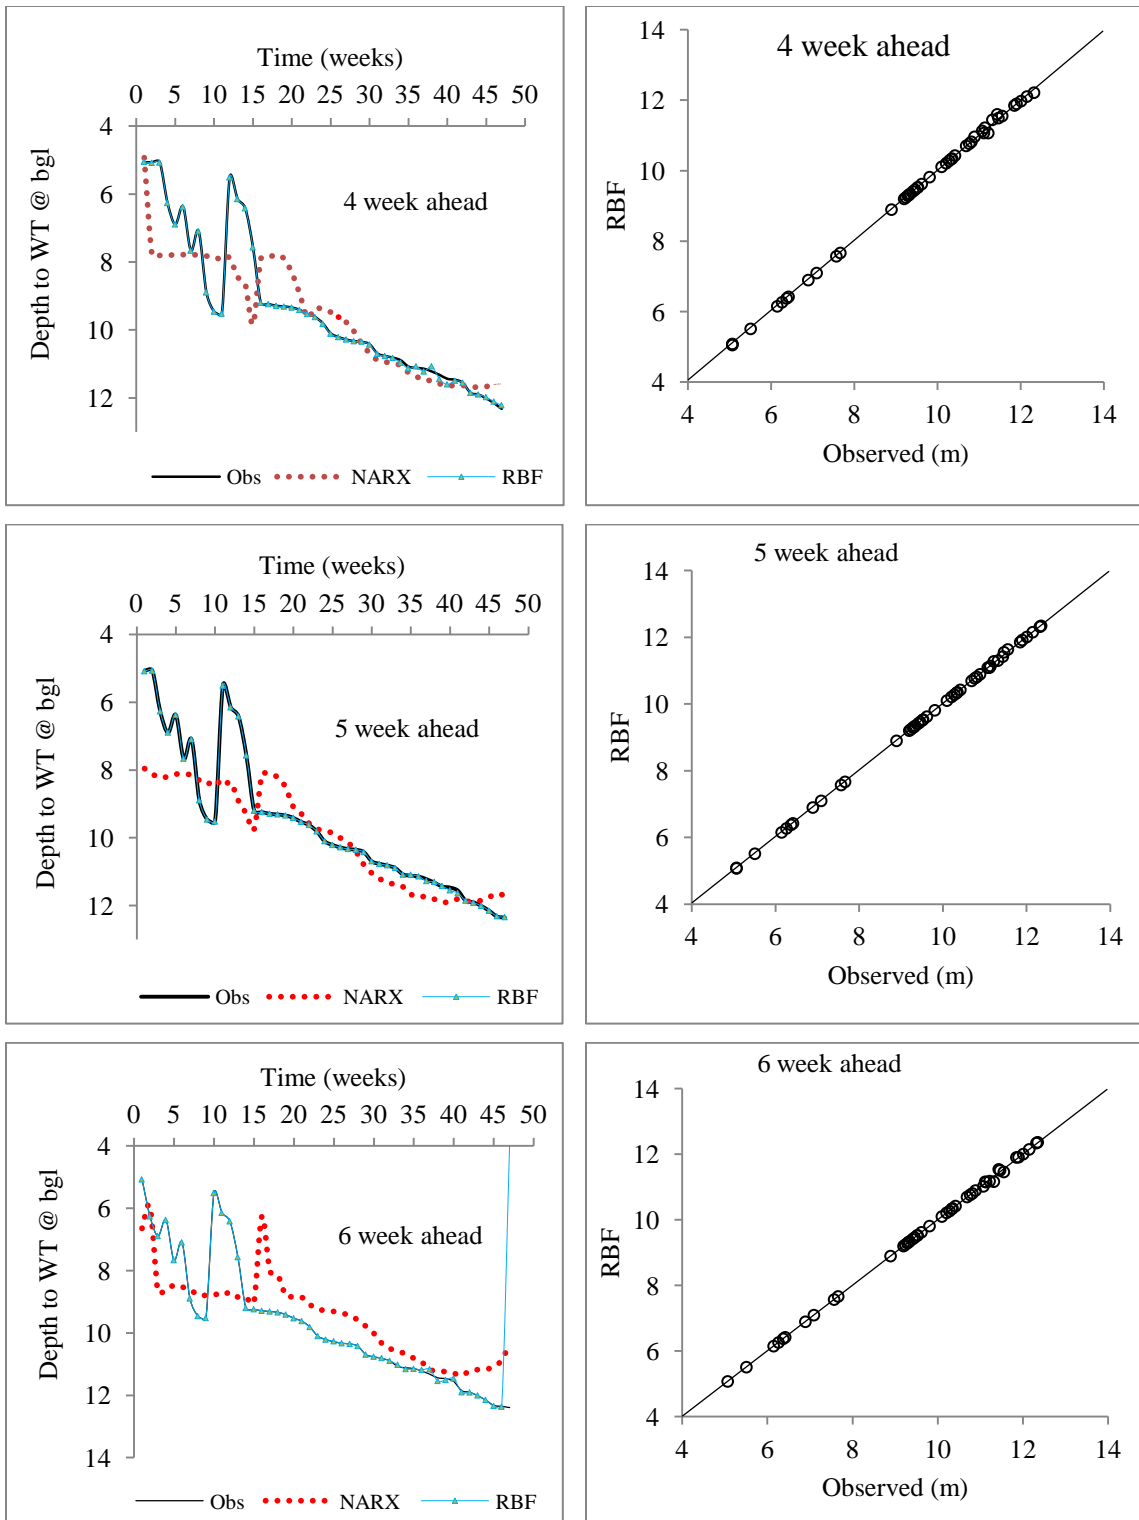 Time (weeks)
0 5 10 15 20 25 30 35 40 45 50
4
6
8
10
12
Depth to WT @ bgl
4 week ahead
Obs NARX RBF
4 week ahead
14
12
10
8
6
4
RBF
4 6 8 10 12 14
Observed (m)
Time (weeks)
0 5 10 15 20 25 30 35 40 45 50
4
6
8
10
12
Depth to WT @ bgl
5 week ahead
Obs NARX RBF
5 week ahead
14
12
10
8
6
4
RBF
4 6 8 10 12 14
Observed (m)
Time (weeks)
0 5 10 15 20 25 30 35 40 45 50
4
6
8
10
12
14
Depth to WT @ bgl
6 week ahead
Obs NARX RBF
6 week ahead
14
12
10
8
6
4
RBF
4 6 8 10 12 14
Observed (m)